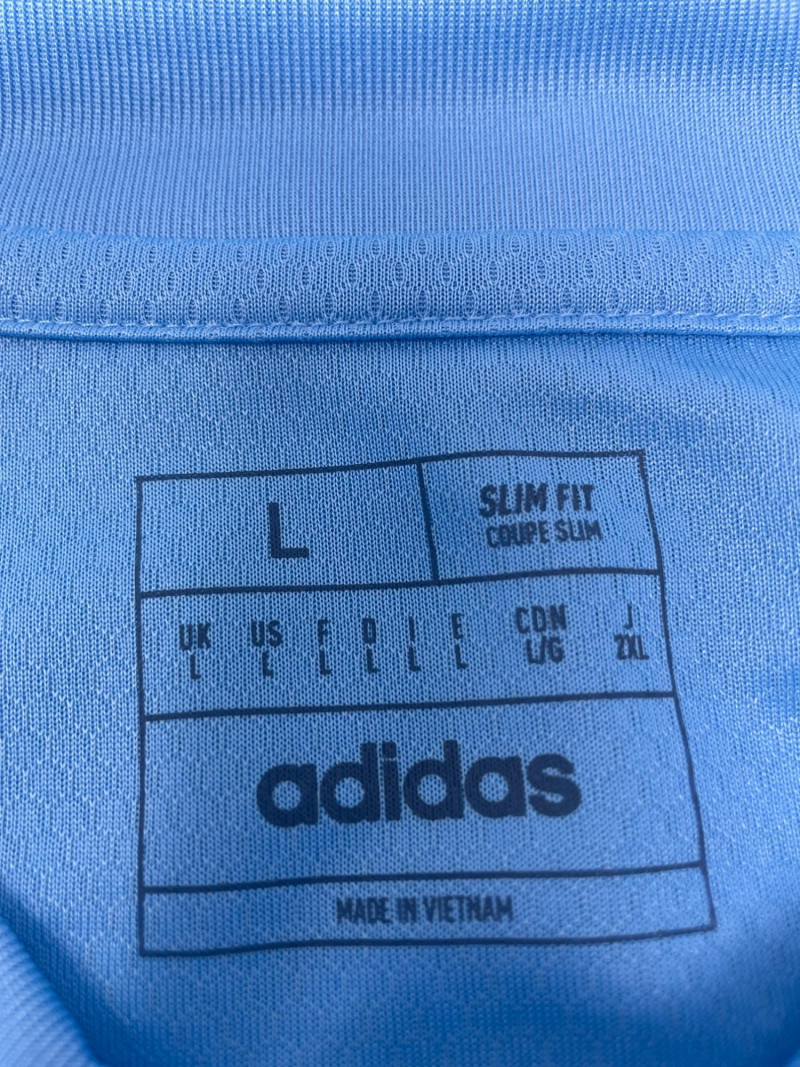 L
SLIM FIT
COUPE SLIM
UK US F D I E CDN J
L L L L L L L/G 2XL
adidas
MADE IN VIETNAM